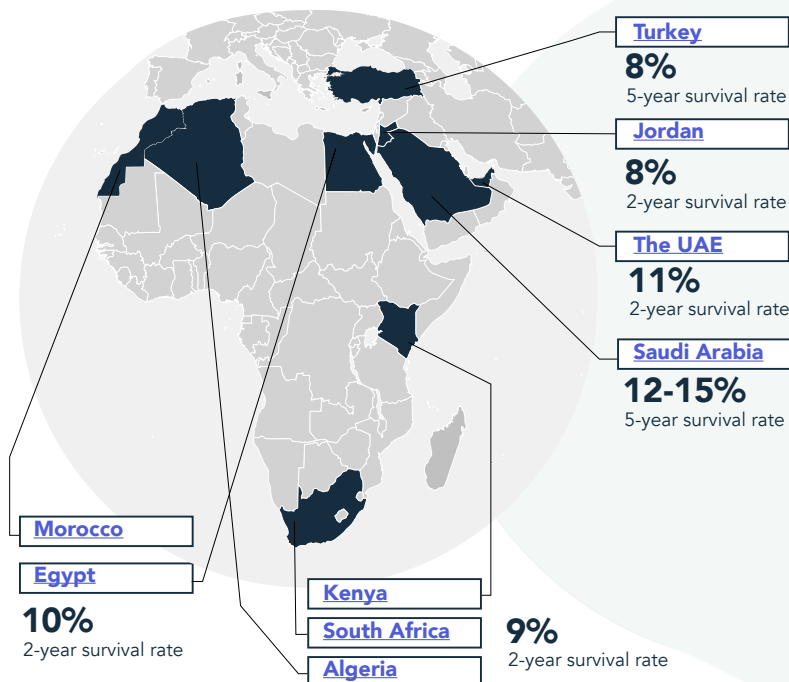 Turkey
8%
5-year survival rate
Jordan
8%
2-year survival rate
The UAE
11%
2-year survival rate
Saudi Arabia
12-15%
5-year survival rate
Morocco
Egypt
10%
2-year survival rate
Kenya
South Africa
9%
2-year survival rate
Algeria